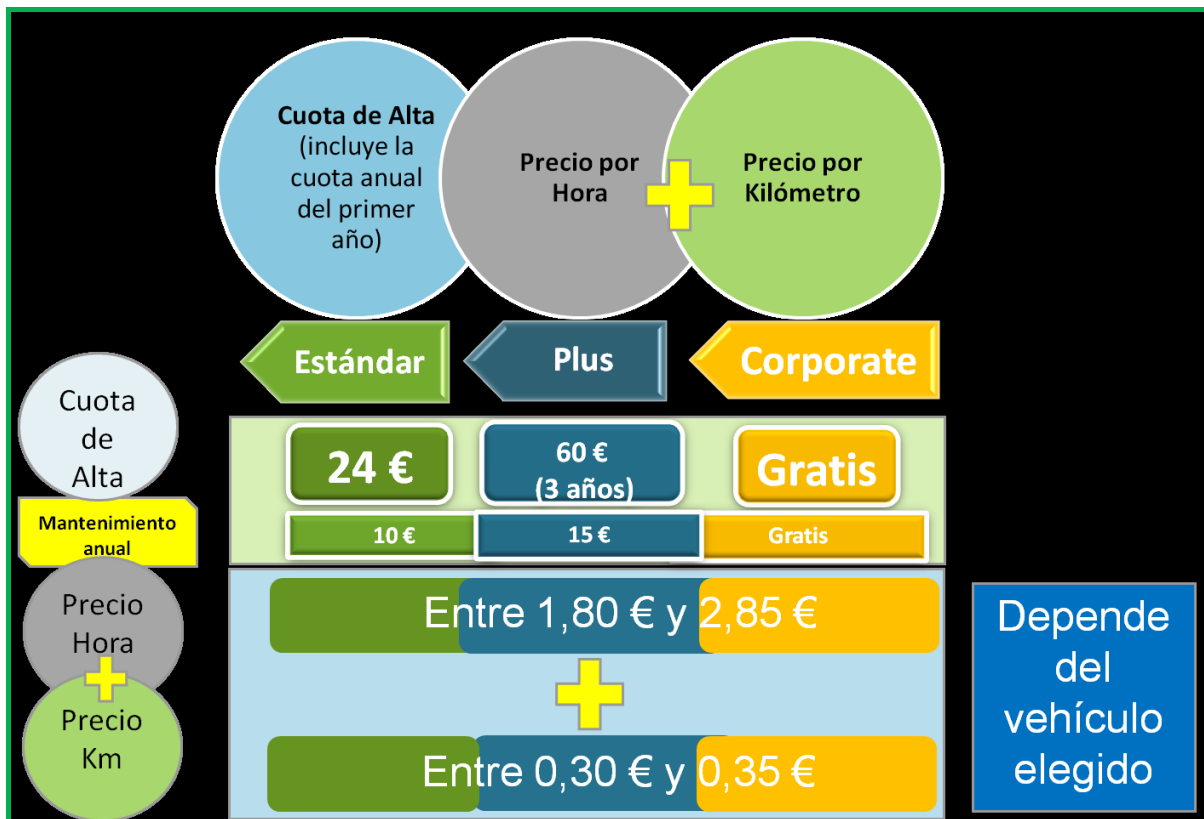 Cuota de Alta
(incluye la
cuota anual
del primer
año)
Precio por
Hora
Precio por
Kilómetro
Estándar
Plus
Corporate
Cuota
de
Alta
24 €
60 €
(3 años)
Gratis
Mantenimiento
anual
10 €
15 €
Gratis
Precio
Hora
Entre 1,80 € y 2,85 €
Precio
Km
Entre 0,30 € y 0,35 €
Depende
del
vehículo
elegido